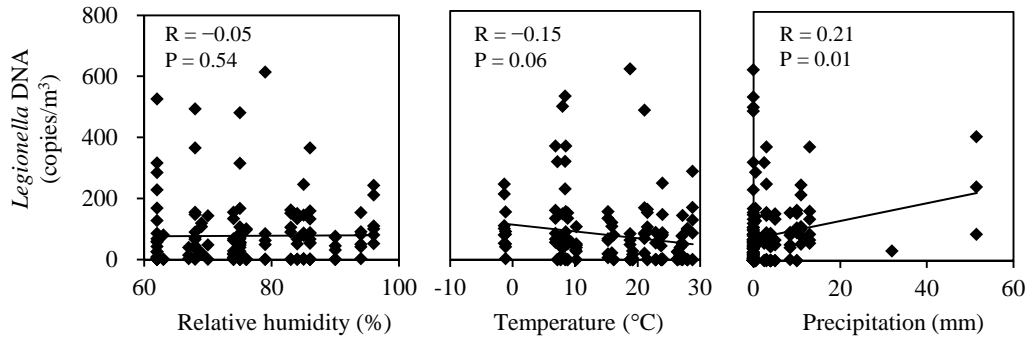 R = −0.05
P = 0.54
R = −0.15
P = 0.06
R = 0.21
P = 0.01
Legionella DNA
(copies/m³)
800
600
400
200
0
60 80 100
-10 0 10 20 30
0 20 40 60
Relative humidity (%)
Temperature (°C)
Precipitation (mm)